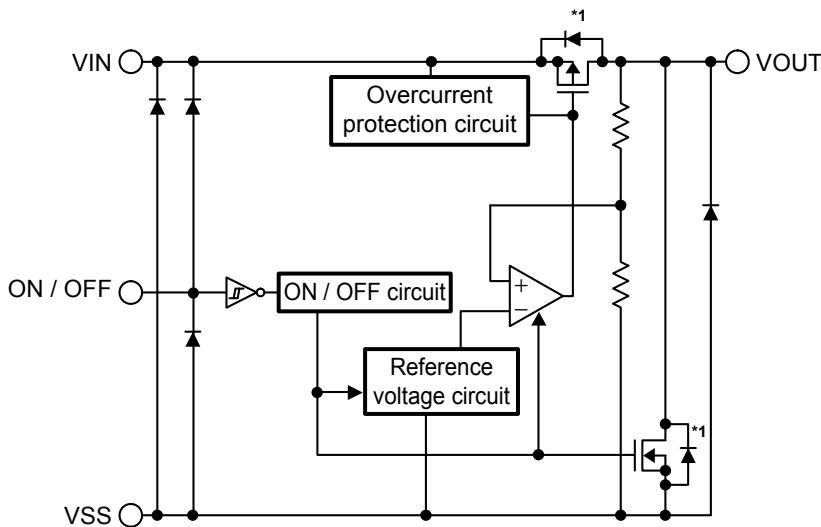 *1
VIN
VOUT
Overcurrent
protection circuit
+
−
ON / OFF
ON / OFF circuit
Reference
voltage circuit
*1
VSS